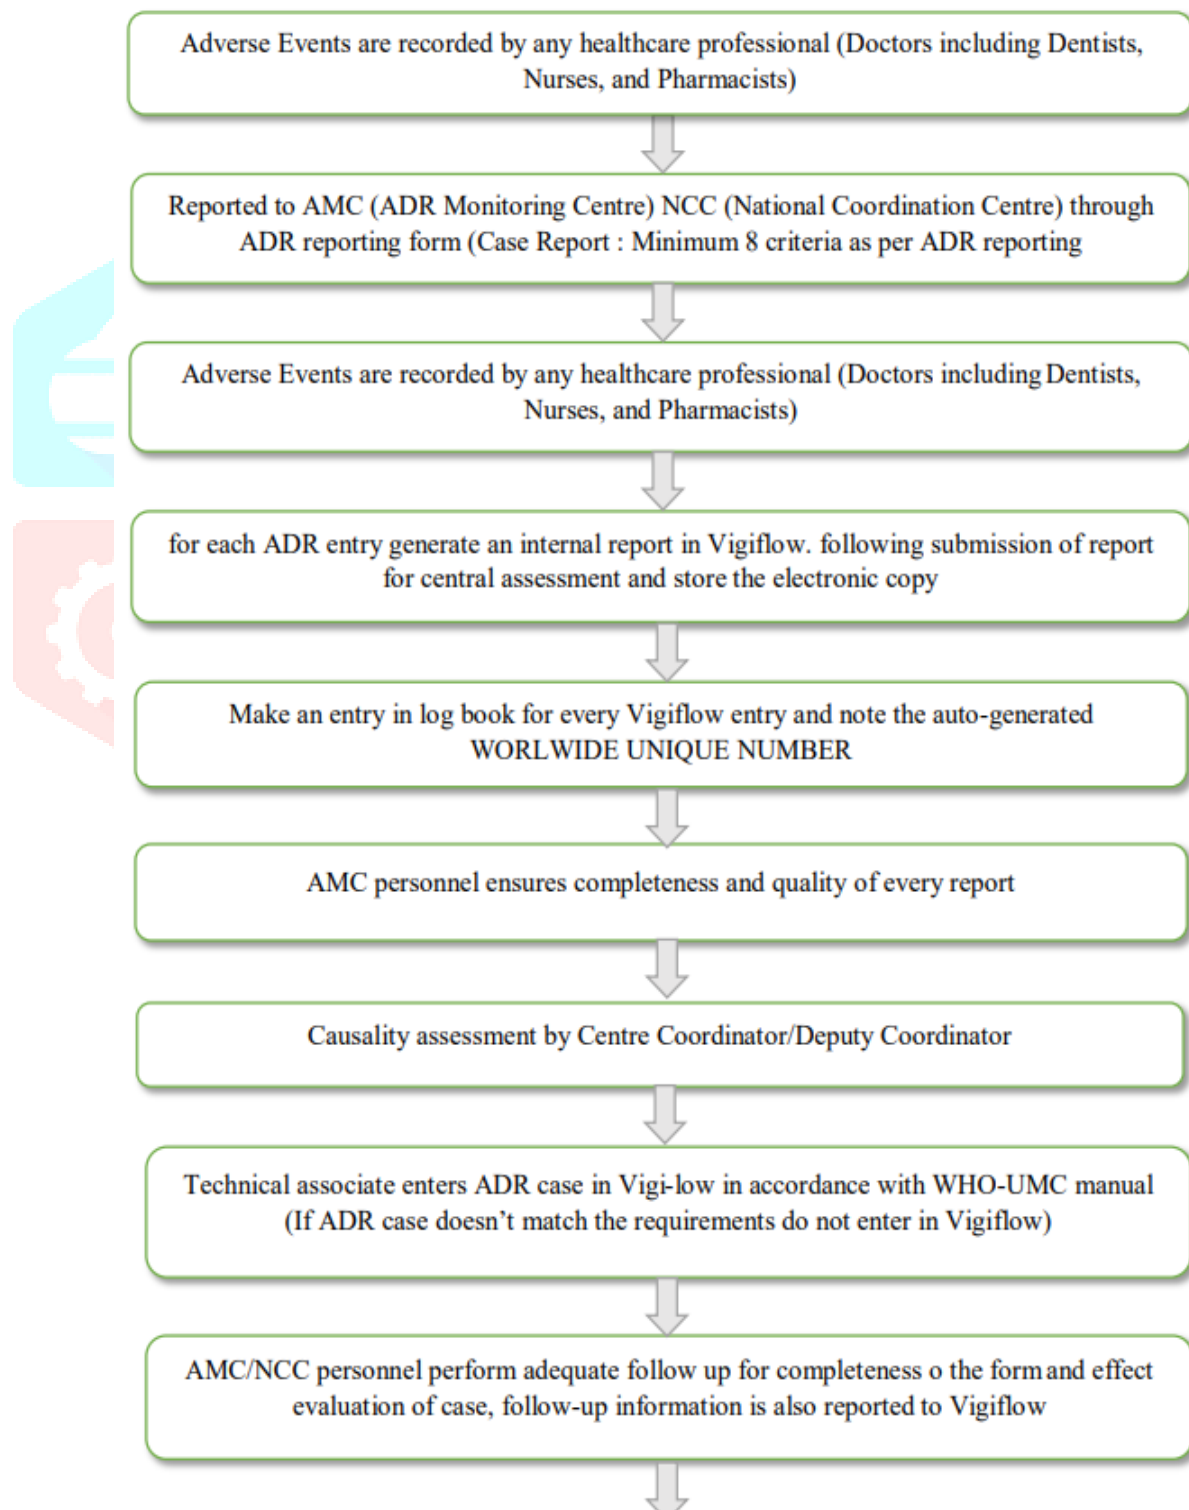 Adverse Events are recorded by any healthcare professional (Doctors including Dentists,
Nurses, and Pharmacists)
Reported to AMC (ADR Monitoring Centre) NCC (National Coordination Centre) through
ADR reporting form (Case Report : Minimum 8 criteria as per ADR reporting
Adverse Events are recorded by any healthcare professional (Doctors including Dentists,
Nurses, and Pharmacists)
for each ADR entry generate an internal report in Vigiflow. following submission of report
for central assessment and store the electronic copy
Make an entry in log book for every Vigiflow entry and note the auto-generated
WORLWIDE UNIQUE NUMBER
AMC personnel ensures completeness and quality of every report
Causality assessment by Centre Coordinator/Deputy Coordinator
Technical associate enters ADR case in Vigi-low in accordance with WHO-UMC manual
(If ADR case doesn’t match the requirements do not enter in Vigiflow)
AMC/NCC personnel perform adequate follow up for completeness o the form and effect
evaluation of case, follow-up information is also reported to Vigiflow